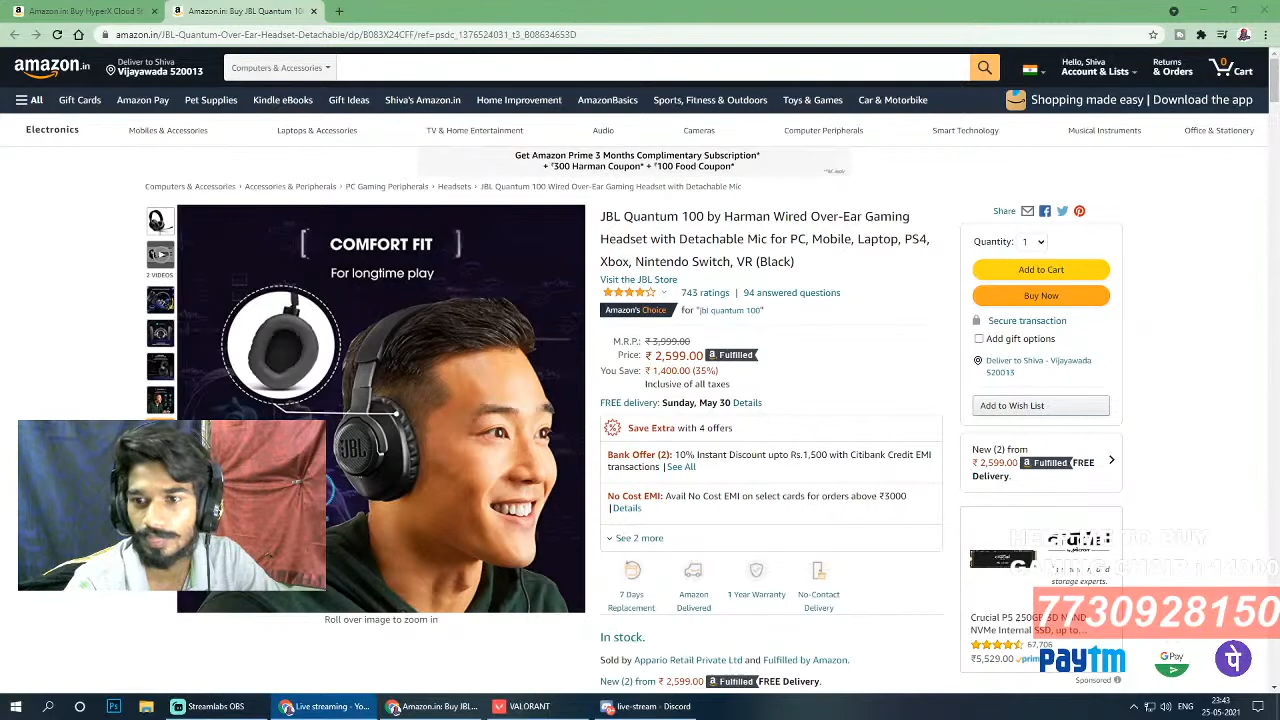 Amazon.in: Buy HyperX Cloud S
Amazon.in: Buy JBL Quantum 10
amazon.in/JBL-Quantum-Over-Ear-Headset-Detachable/dp/B083X24CFF/ref=psdc_1376524031_t3_B08634653D
amazon.in
Deliver to Shiva
Vijayawada 520013
Computers & Accessories
Hello, Shiva
Account & Lists
Returns
& Orders
0
Cart
All Gift Cards Amazon Pay Pet Supplies Kindle eBooks Gift Ideas Shiva's Amazon.in Home Improvement AmazonBasics Sports, Fitness & Outdoors Toys & Games Car & Motorbike Shopping made easy | Download the app
Electronics Mobiles & Accessories Laptops & Accessories TV & Home Entertainment Audio Cameras Computer Peripherals Smart Technology Musical Instruments Office & Stationery
Get Amazon Prime 3 Months Complimentary Subscription*
+ ₹300 Harman Coupon* + ₹100 Food Coupon*
Computers & Accessories › Accessories & Peripherals › PC Gaming Peripherals › Headsets › JBL Quantum 100 Wired Over-Ear Gaming Headset with Detachable Mic
2 VIDEOS
COMFORT FIT
For longtime play
JBL
Roll over image to zoom in
JBL Quantum 100 by Harman Wired Over-Ear Gaming
Headset with Detachable Mic for PC, Mobile, Laptop, PS4,
Xbox, Nintendo Switch, VR (Black)
Visit the JBL Store
743 ratings | 94 answered questions
Amazon's Choice for "jbl quantum 100"
M.R.P.: ₹ 3,999.00
Price: ₹ 2,599.00 Fulfilled
You Save: ₹ 1,400.00 (35%)
Inclusive of all taxes
FREE delivery: Sunday, May 30 Details
Save Extra with 4 offers
Bank Offer (2): 10% Instant Discount upto Rs.1,500 with Citibank Credit EMI
transactions | See All
No Cost EMI: Avail No Cost EMI on select cards for orders above ₹3000
| Details
See 2 more
7 Days
Replacement
Amazon
Delivered
1 Year Warranty
No-Contact
Delivery
In stock.
Sold by Appario Retail Private Ltd and Fulfilled by Amazon.
New (2) from ₹ 2,599.00 Fulfilled FREE Delivery.
Share
Quantity: 1
Add to Cart
Buy Now
Secure transaction
Add gift options
Deliver to Shiva - Vijayawada
520013
Add to Wish List
New (2) from
₹ 2,599.00 Fulfilled FREE
Delivery.
storage experts.
7730928150
Crucial P5 250GB 3D NAND
NVMe Internal SSD, up to...
67,706
₹5,529.00 prime
paytm
G Pay
Sponsored
Streamlabs OBS
Live streaming - Yo...
Amazon.in: Buy JBL...
VALORANT
live-stream - Discord
ENG
23:43
25-05-2021